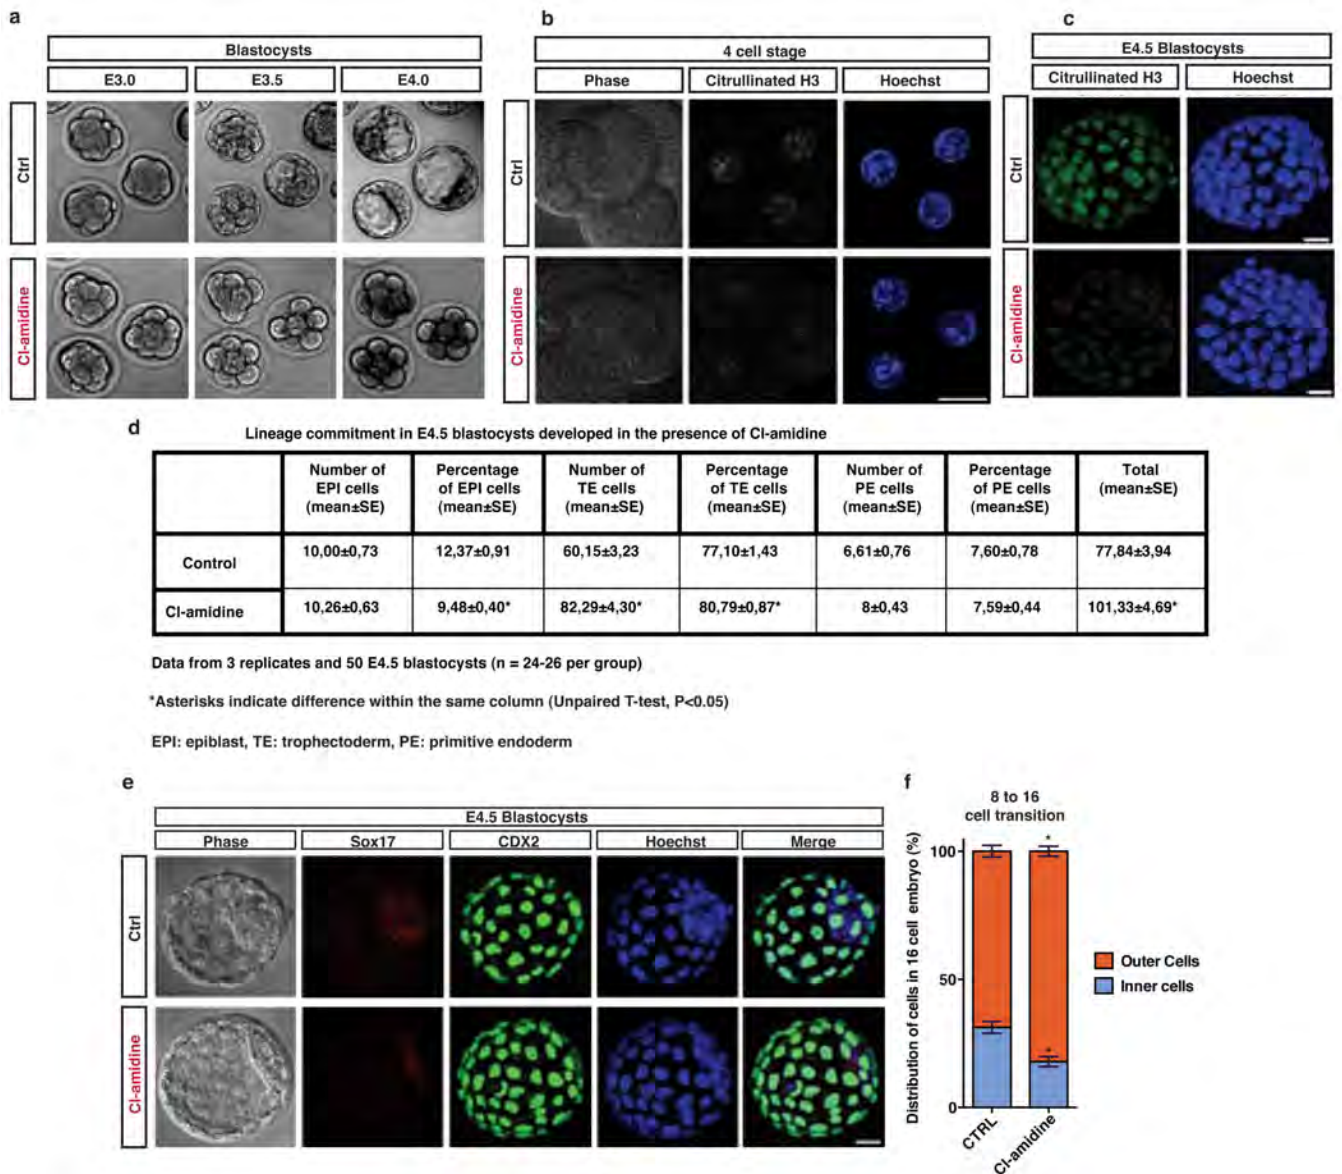 a
Blastocysts
E3.0 E3.5 E4.0
Ctrl
Cl-amidine
b
4 cell stage
Phase Citrullinated H3 Hoechst
Ctrl
Cl-amidine
c
E4.5 Blastocysts
Citrullinated H3 Hoechst
Ctrl
Cl-amidine
d
Lineage commitment in E4.5 blastocysts developed in the presence of Cl-amidine
Number of EPI cells (mean±SE) Percentage of EPI cells (mean±SE) Number of TE cells (mean±SE) Percentage of TE cells (mean±SE) Number of PE cells (mean±SE) Percentage of PE cells (mean±SE) Total (mean±SE)
Control 10,00±0,73 12,37±0,91 60,15±3,23 77,10±1,43 6,61±0,76 7,60±0,78 77,84±3,94
Cl-amidine 10,26±0,63 9,48±0,40* 82,29±4,30* 80,79±0,87* 8±0,43 7,59±0,44 101,33±4,69*
Data from 3 replicates and 50 E4.5 blastocysts (n = 24-26 per group)
*Asterisks indicate difference within the same column (Unpaired T-test, P<0.05)
EPI: epiblast, TE: trophectoderm, PE: primitive endoderm
e
E4.5 Blastocysts
Phase Sox17 CDX2 Hoechst Merge
Ctrl
Cl-amidine
f
8 to 16
cell transition
Distribution of cells in 16 cell embryo (%)
100
50
0
*
*
CTRL
Cl-amidine
Outer Cells
Inner cells